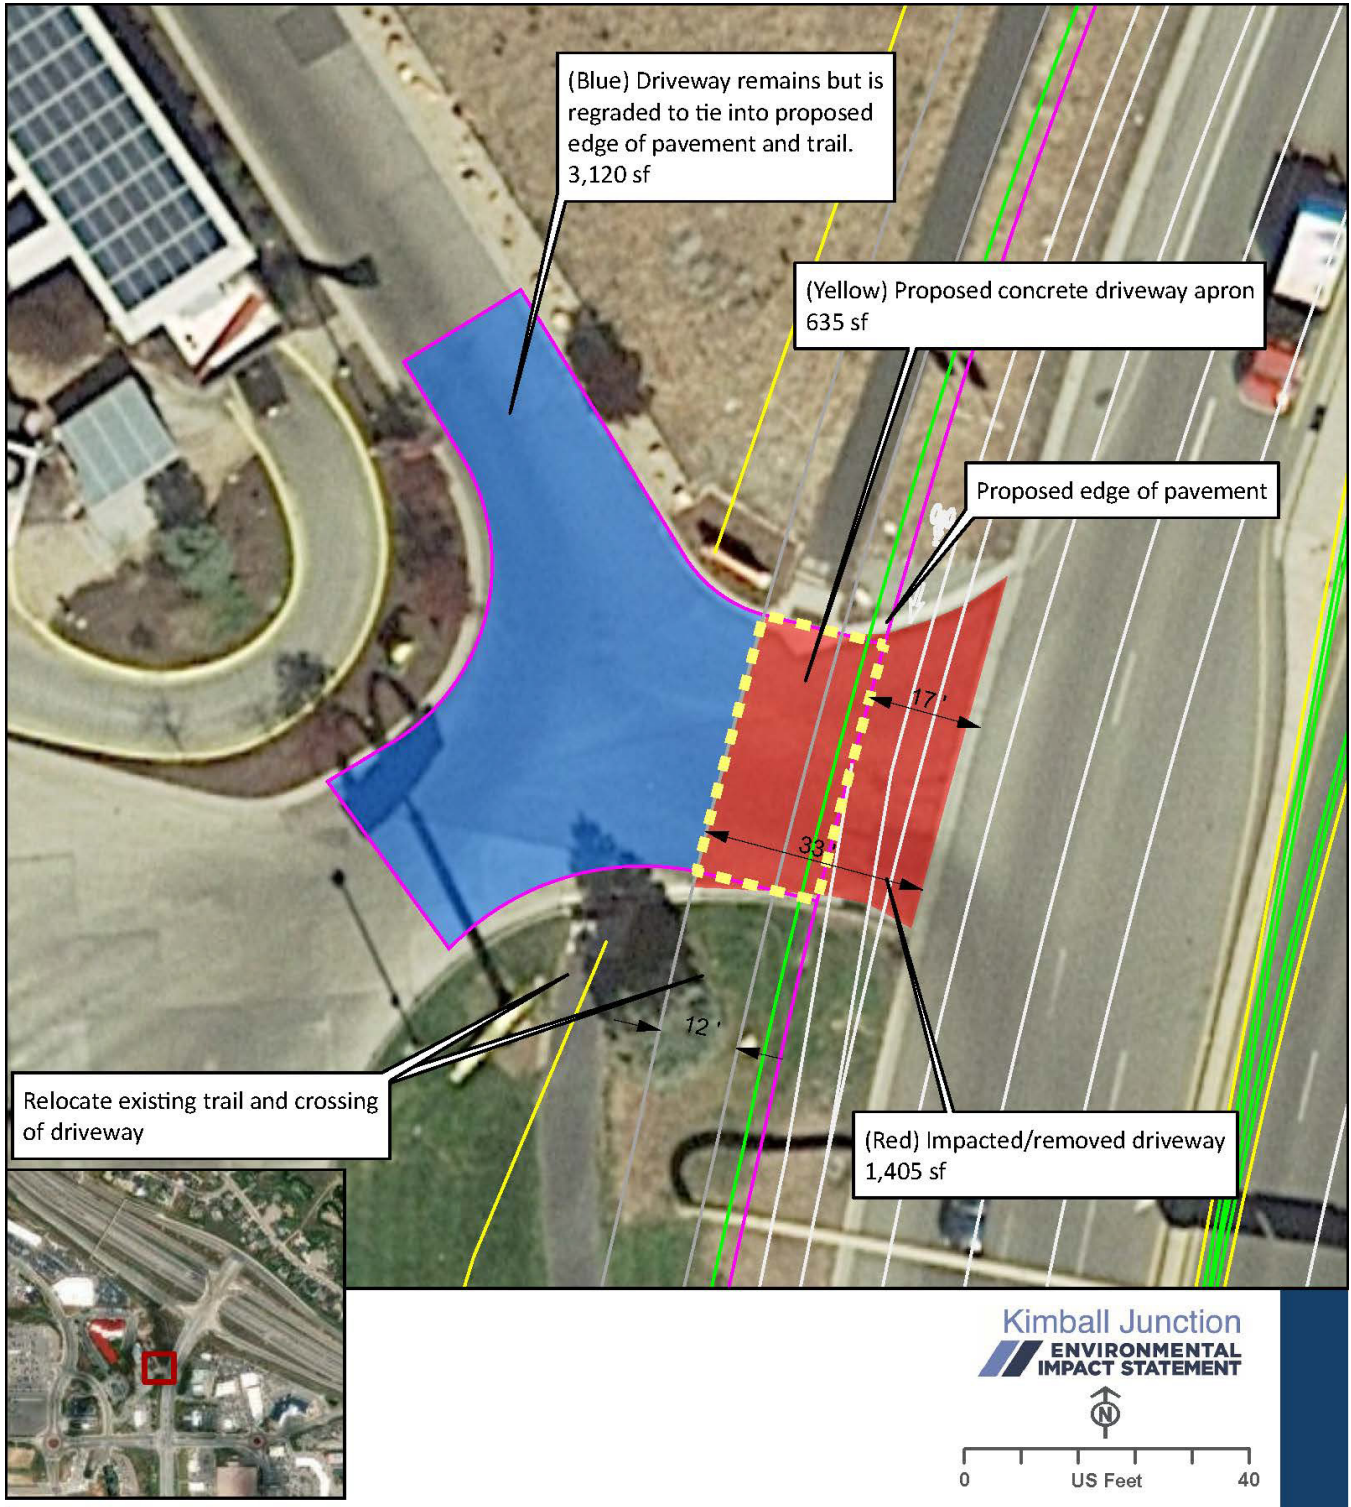 (Blue) Driveway remains but is
regraded to tie into proposed
edge of pavement and trail.
3,120 sf
(Yellow) Proposed concrete driveway apron
635 sf
Proposed edge of pavement
17 '
33 '
12 '
Relocate existing trail and crossing
of driveway
(Red) Impacted/removed driveway
1,405 sf
Kimball Junction
ENVIRONMENTAL
IMPACT STATEMENT
N
0 US Feet 40